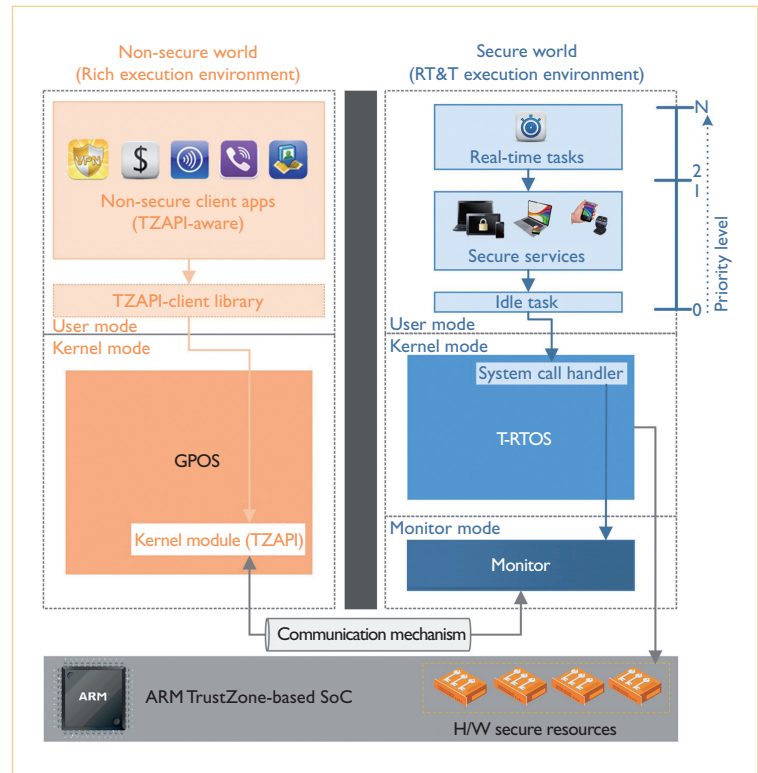 Non-secure world
(Rich execution environment)
Secure world
(RT&T execution environment)
VPN
$
Non-secure client apps
(TZAPI-aware)
TZAPI-client library
User mode
Kernel mode
GPOS
Kernel module (TZAPI)
Real-time tasks
Secure services
Idle task
User mode
Kernel mode
System call handler
T-RTOS
Monitor mode
Monitor
N
2
1
0
Priority level
Communication mechanism
ARM
ARM TrustZone-based SoC
H/W secure resources